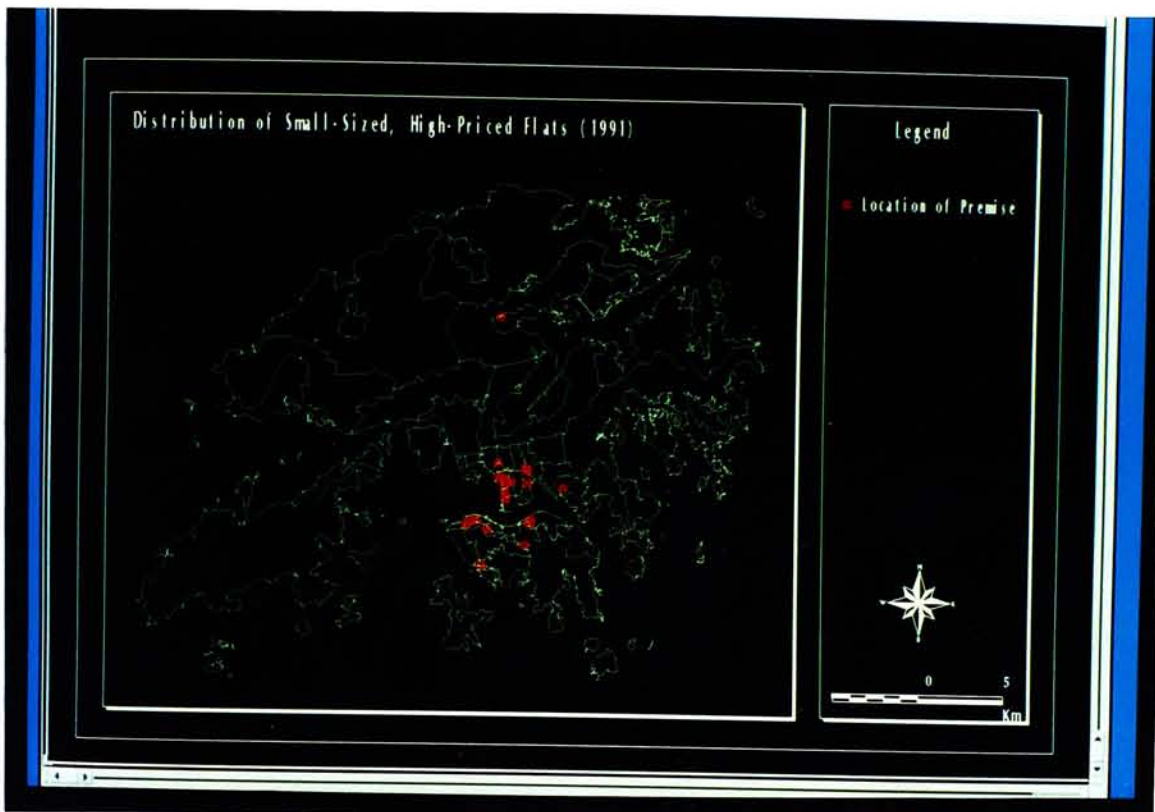 Distribution of Small-Sized, High-Priced Flats (1991)
Legend
Location of Premise
0 5
Km